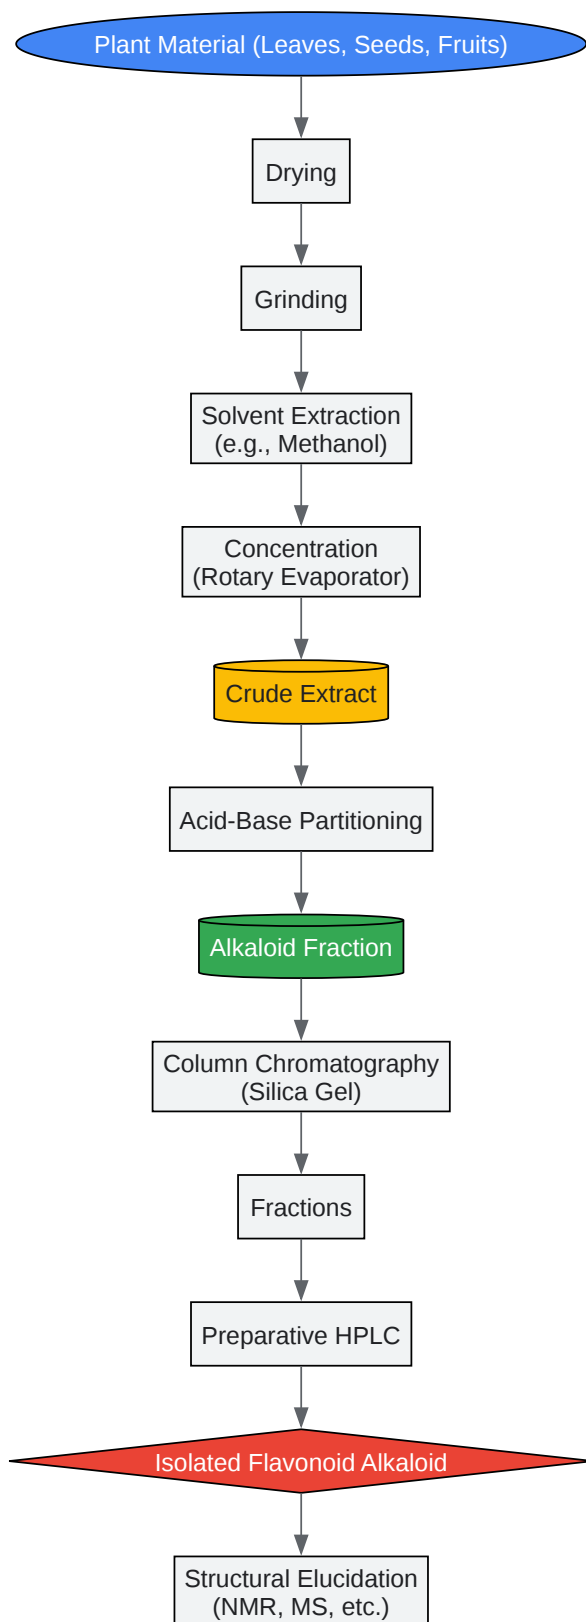 Plant Material (Leaves, Seeds, Fruits)
Drying
Grinding
Solvent Extraction
(e.g., Methanol)
Concentration
(Rotary Evaporator)
Crude Extract
Acid-Base Partitioning
Alkaloid Fraction
Column Chromatography
(Silica Gel)
Fractions
Preparative HPLC
Isolated Flavonoid Alkaloid
Structural Elucidation
(NMR, MS, etc.)